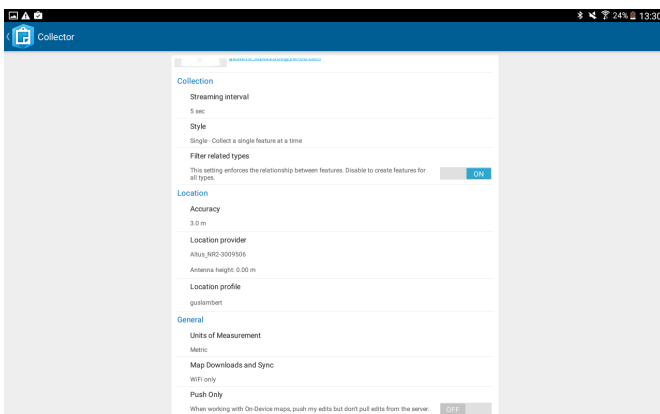 24% 13:30
Collector
Collection
Streaming interval
5 sec
Style
Single - Collect a single feature at a time
Filter related types
This setting enforces the relationship between features. Disable to create features for
all types.
ON
Location
Accuracy
3.0 m
Location provider
Altus_NR2-3009506
Antenna height: 0.00 m
Location profile
guslambert
General
Units of Measurement
Metric
Map Downloads and Sync
WiFi only
Push Only
When working with On-Device maps, push my edits but don't pull edits from the server.
OFF